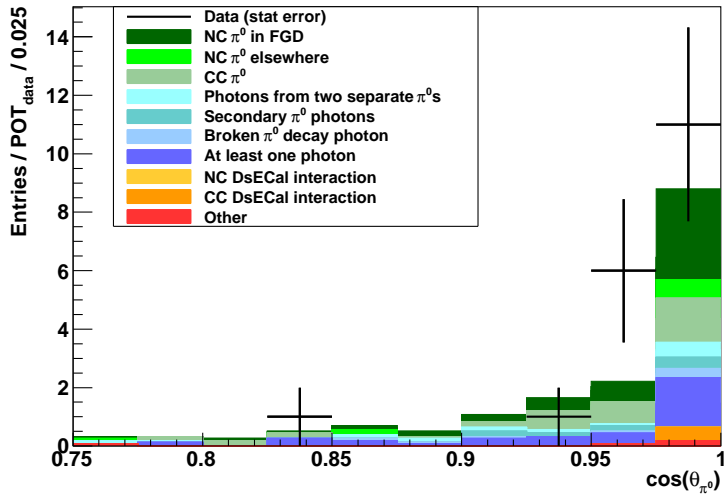 Entries / POT_data / 0.025
14
12
10
8
6
4
2
0
Data (stat error)
NC π⁰ in FGD
NC π⁰ elsewhere
CC π⁰
Photons from two separate π⁰s
Secondary π⁰ photons
Broken π⁰ decay photon
At least one photon
NC DsECal interaction
CC DsECal interaction
Other
0.75 0.8 0.85 0.9 0.95 1
cos(θ_π⁰)